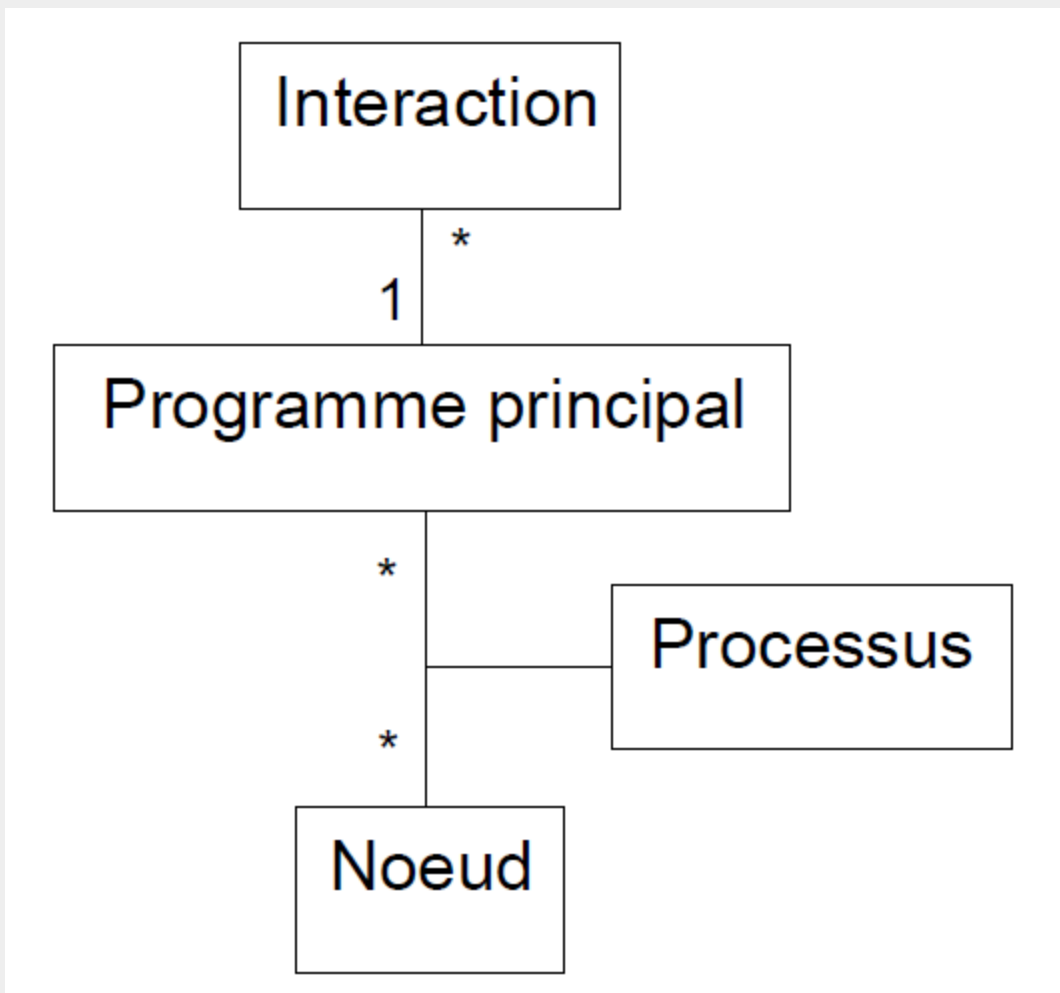 Interaction
*
1
Programme principal
*
Processus
*
Noeud